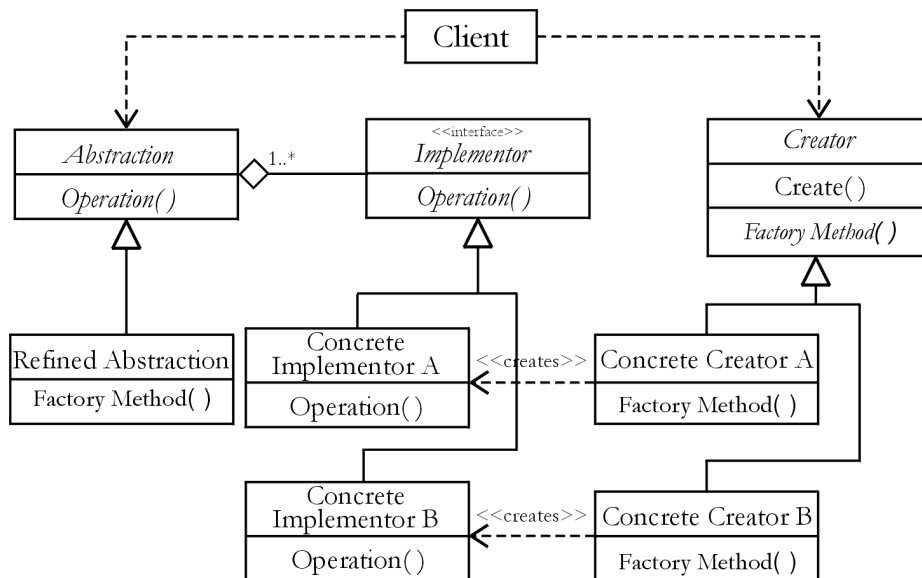 Client
Abstraction
Operation( )
1..*
<<interface>>
Implementor
Operation( )
Creator
Create( )
Factory Method( )
Refined Abstraction
Factory Method( )
Concrete
Implementor A
Operation( )
<<creates>>
Concrete Creator A
Factory Method( )
Concrete
Implementor B
Operation( )
<<creates>>
Concrete Creator B
Factory Method( )